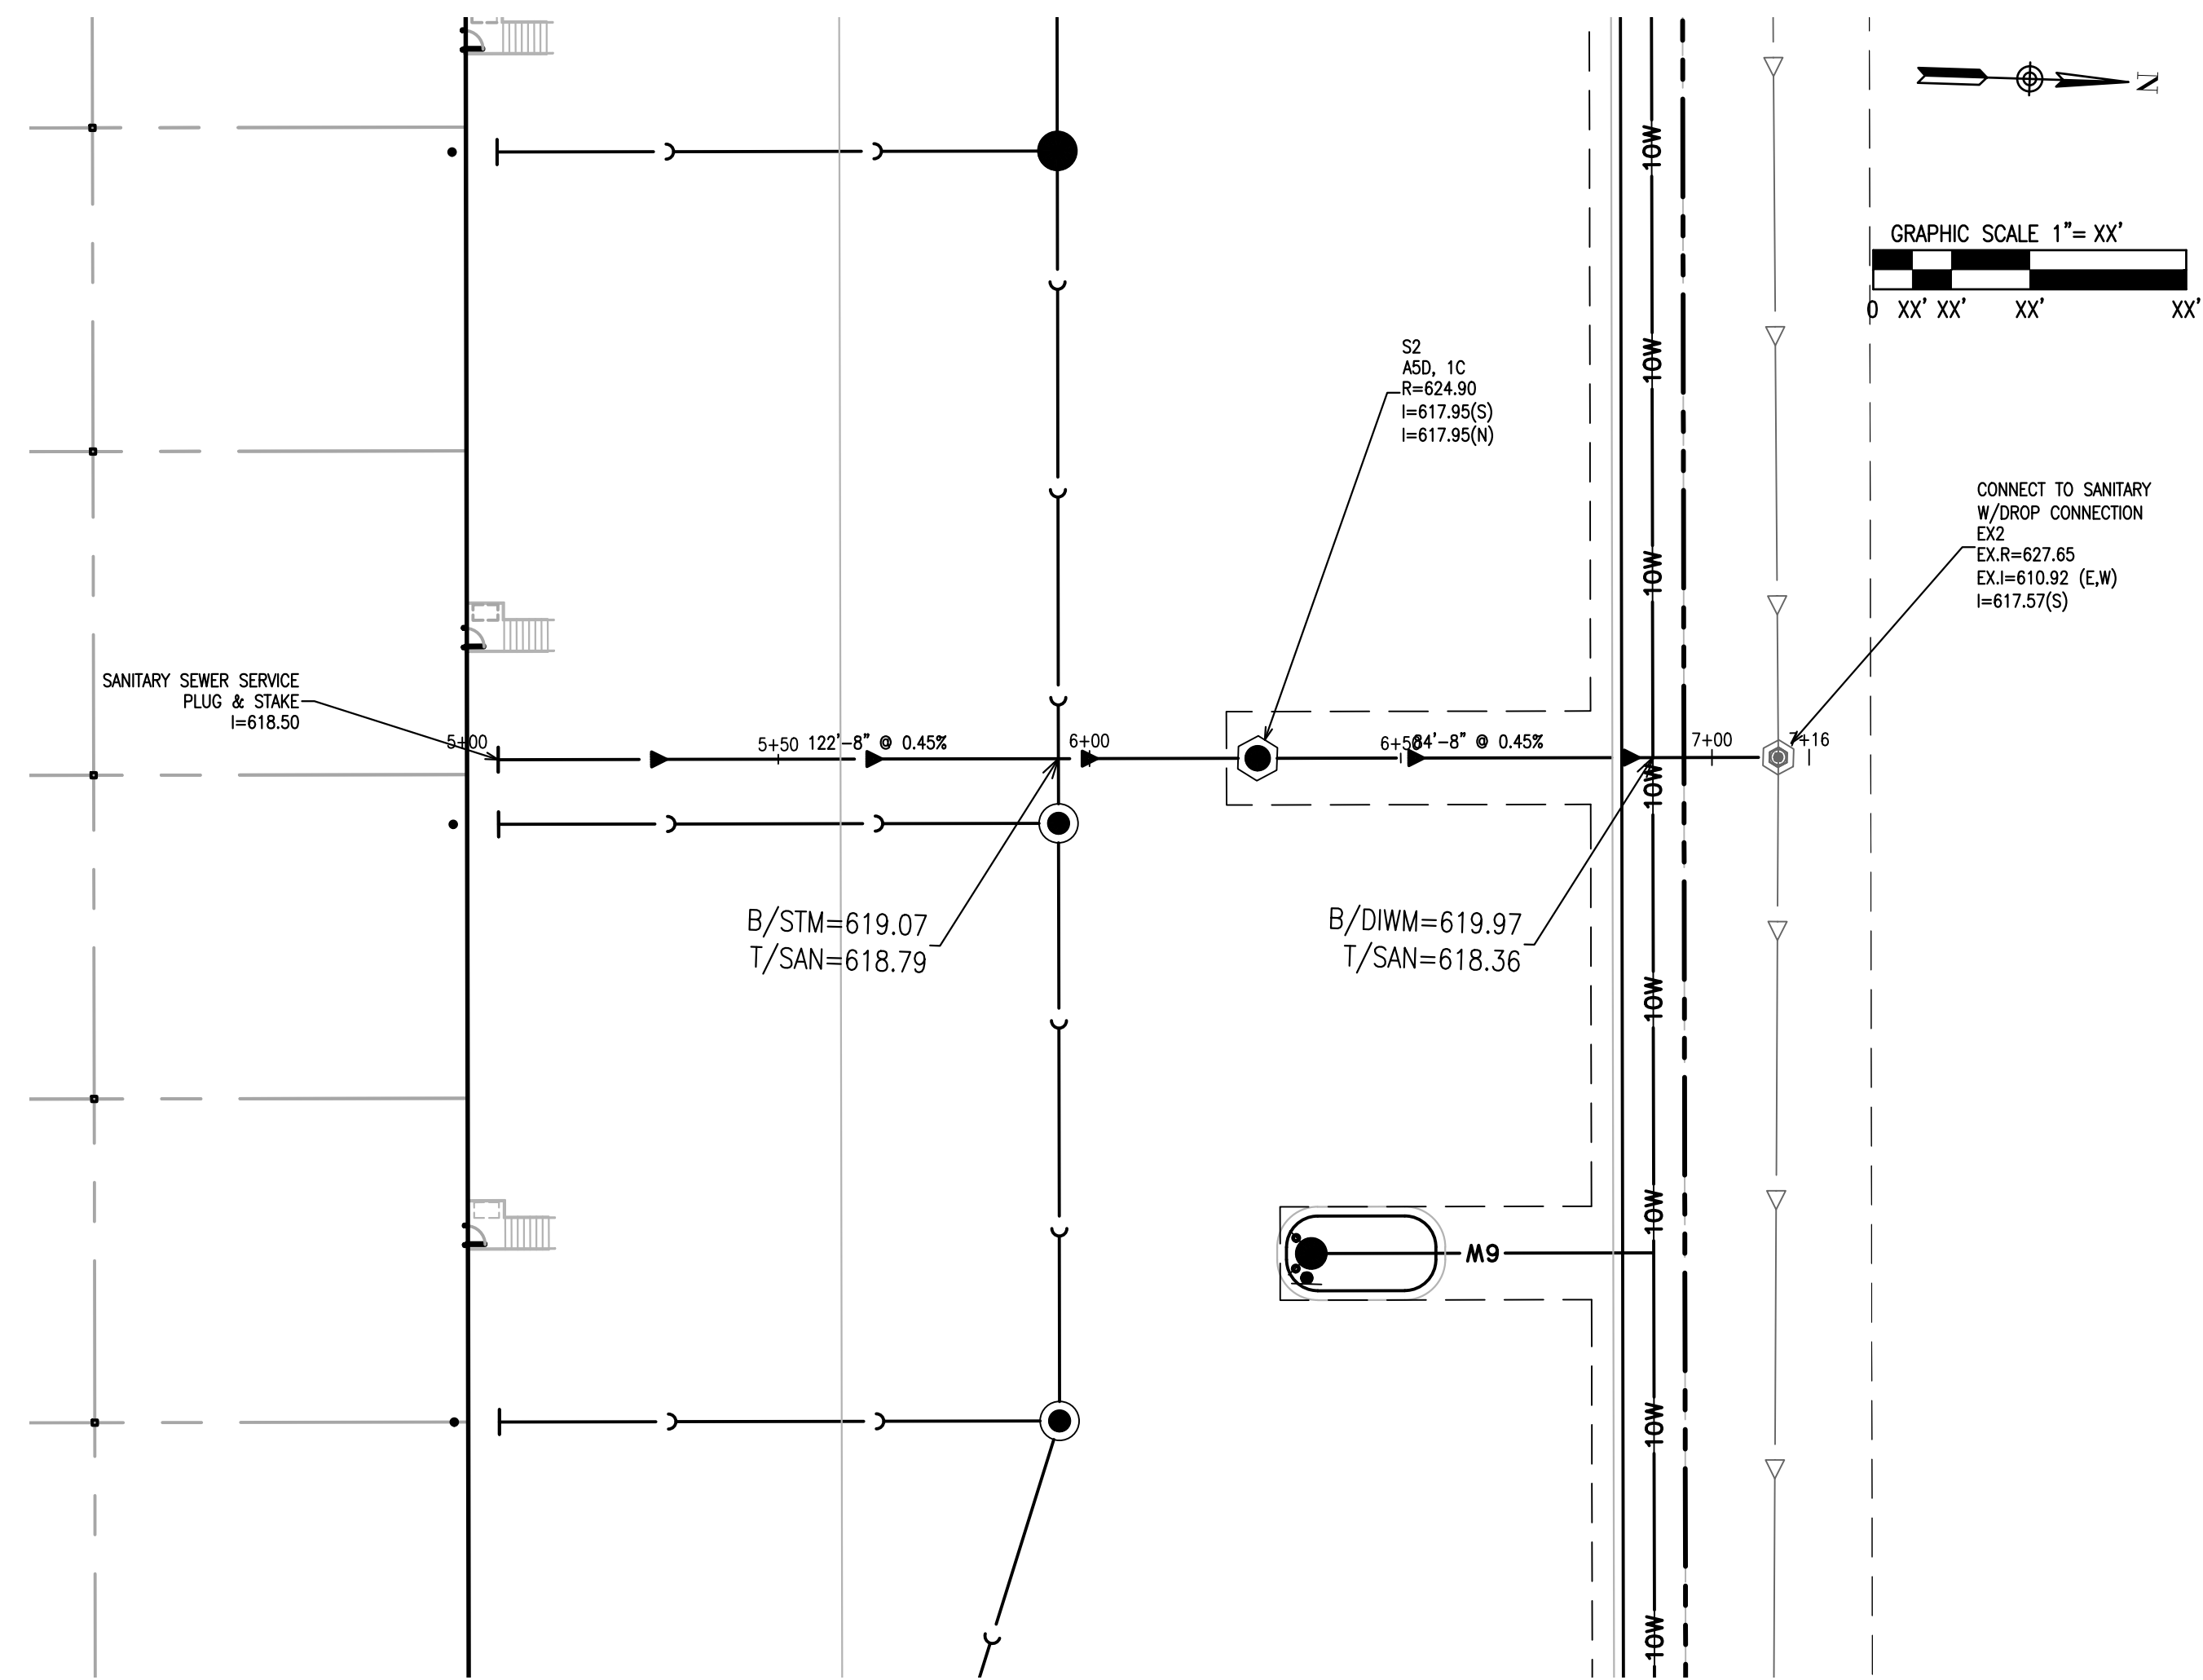 N
GRAPHIC SCALE 1"= XX'
0 XX' XX' XX' XX'
S2
A5D, 1C
R=624.90
I=617.95(S)
I=617.95(N)
CONNECT TO SANITARY
W/DROP CONNECTION
EX2
EX.R=627.65
EX.I=610.92 (E,W)
I=617.57(S)
SANITARY SEWER SERVICE
PLUG & STAKE
I=618.50
5+00
5+50
122'-8" @ 0.45%
6+00
6+50
84'-8" @ 0.45%
7+00
7+16
B/STM=619.07
T/SAN=618.79
B/DIWM=619.97
T/SAN=618.36
10W
10W
10W
10W
10W
10W
10W
10W
6W